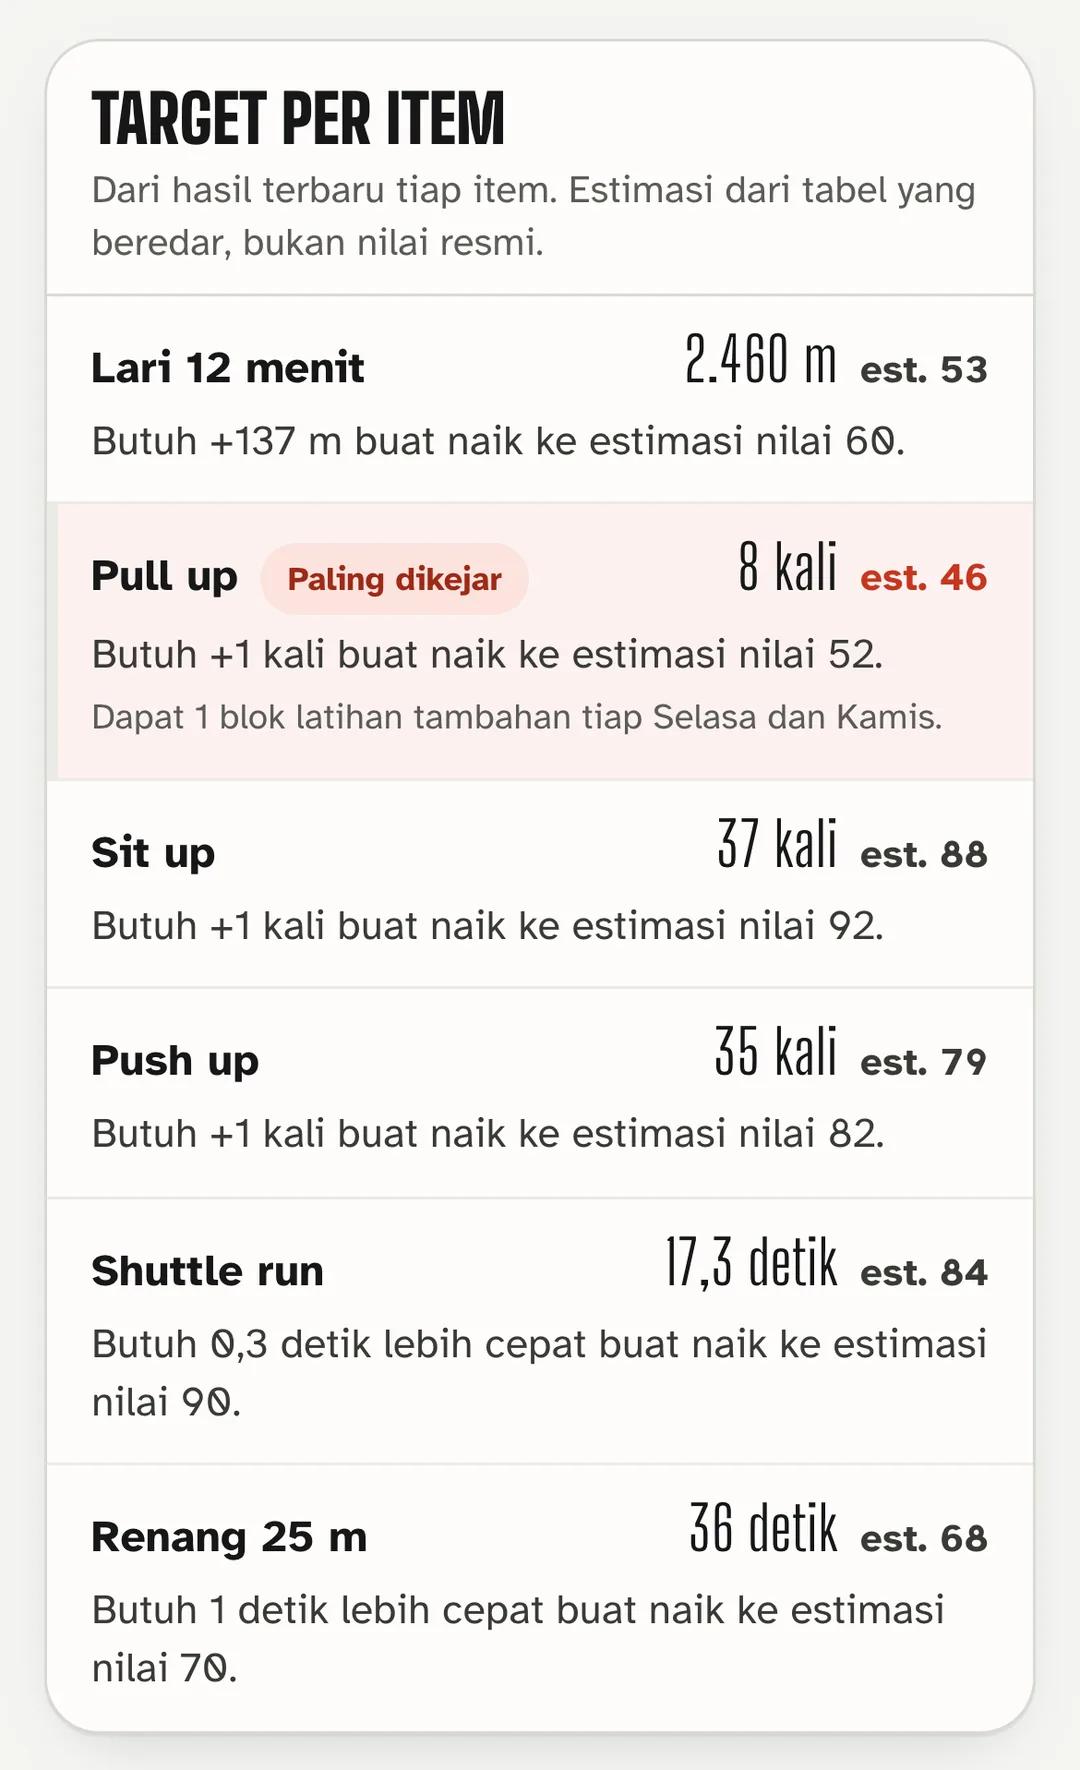 TARGET PER ITEM
Dari hasil terbaru tiap item. Estimasi dari tabel yang
beredar, bukan nilai resmi.
Lari 12 menit 2.460 m est. 53
Butuh +137 m buat naik ke estimasi nilai 60.
Pull up Paling dikejar 8 kali est. 46
Butuh +1 kali buat naik ke estimasi nilai 52.
Dapat 1 blok latihan tambahan tiap Selasa dan Kamis.
Sit up 37 kali est. 88
Butuh +1 kali buat naik ke estimasi nilai 92.
Push up 35 kali est. 79
Butuh +1 kali buat naik ke estimasi nilai 82.
Shuttle run 17,3 detik est. 84
Butuh 0,3 detik lebih cepat buat naik ke estimasi
nilai 90.
Renang 25 m 36 detik est. 68
Butuh 1 detik lebih cepat buat naik ke estimasi
nilai 70.